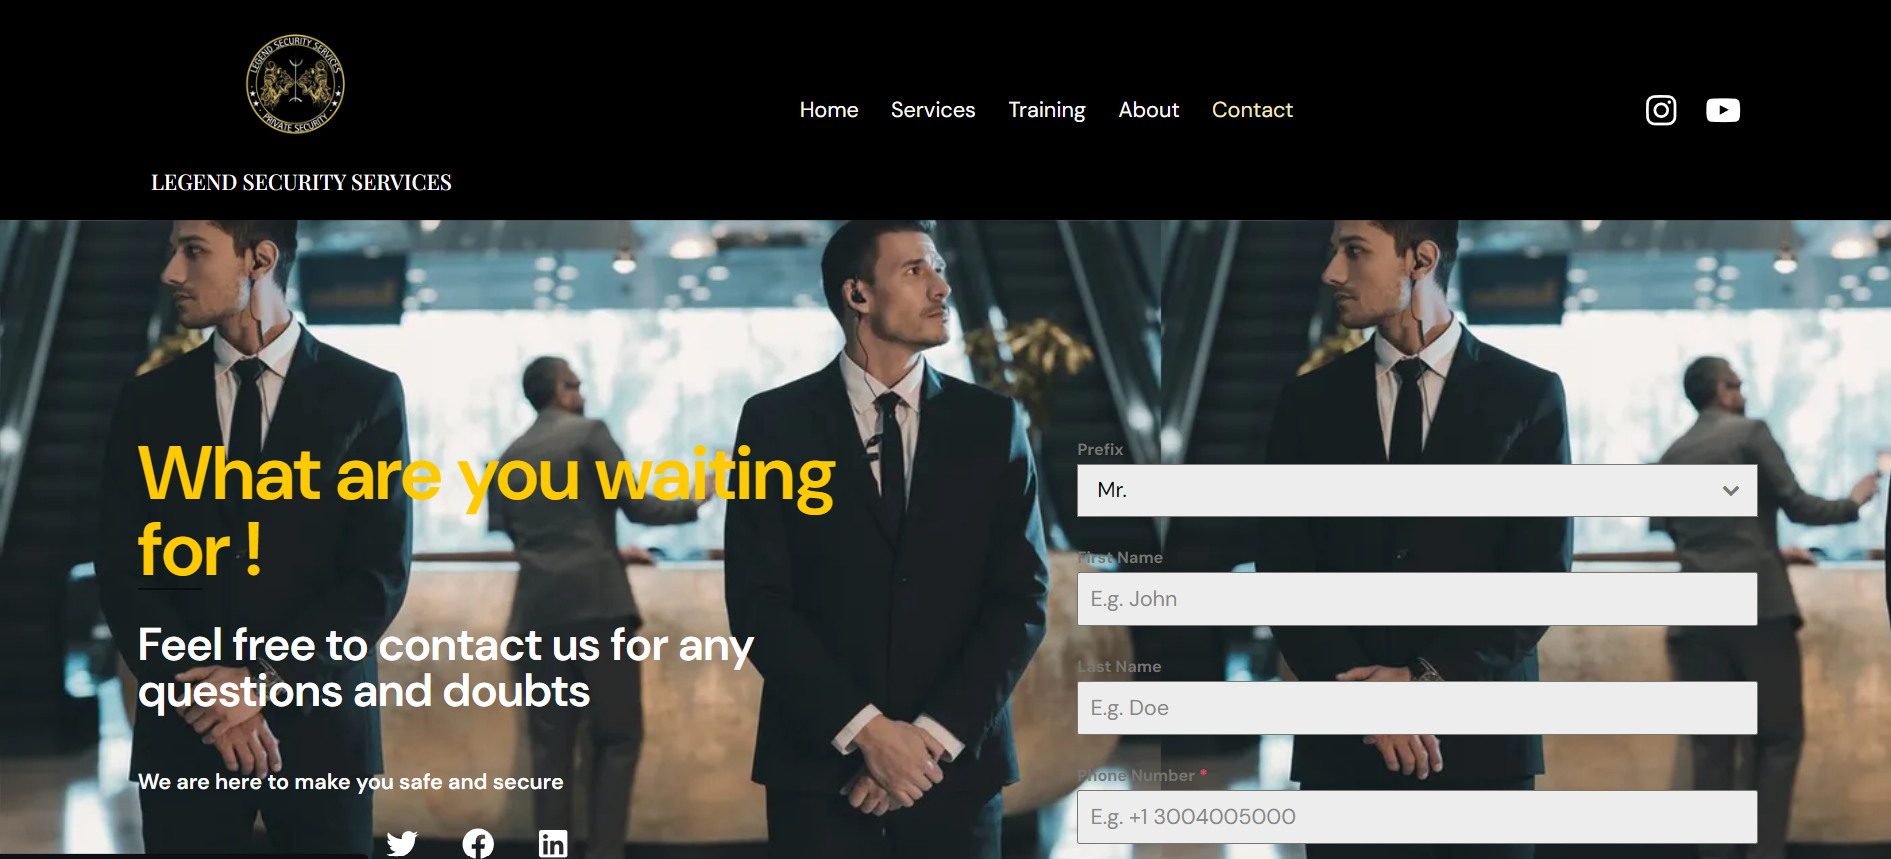 LEGEND SECURITY SERVICES
PRIVATE SECURITY
LEGEND SECURITY SERVICES
Home Services Training About Contact
What are you waiting
for !
Feel free to contact us for any
questions and doubts
We are here to make you safe and secure
Prefix
Mr.
First Name
E.g. John
Last Name
E.g. Doe
Phone Number *
E.g. +1 3004005000